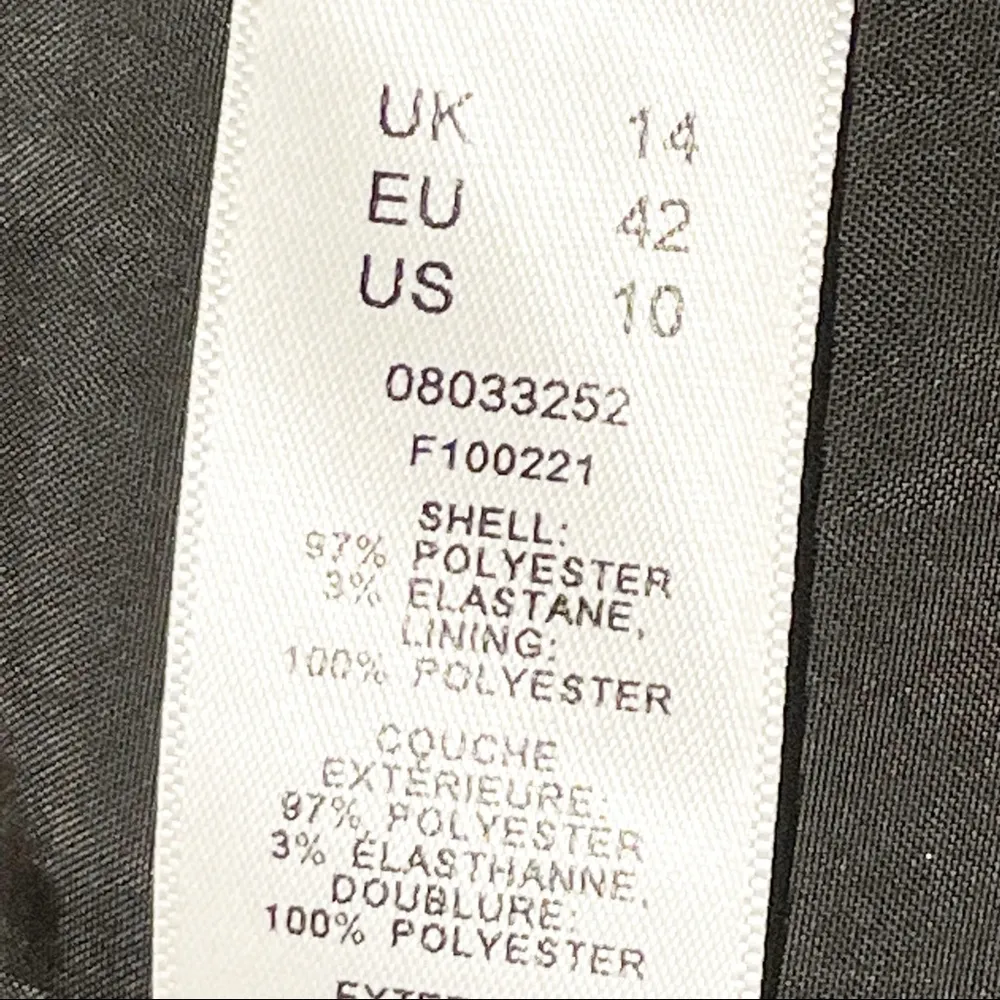 UK 14
EU 42
US 10
08033252
F100221
SHELL:
97% POLYESTER
3% ELASTANE,
LINING:
100% POLYESTER
COUCHE
EXTÉRIEURE:
97% POLYESTER
3% ÉLASTHANNE,
DOUBLURE:
100% POLYESTER